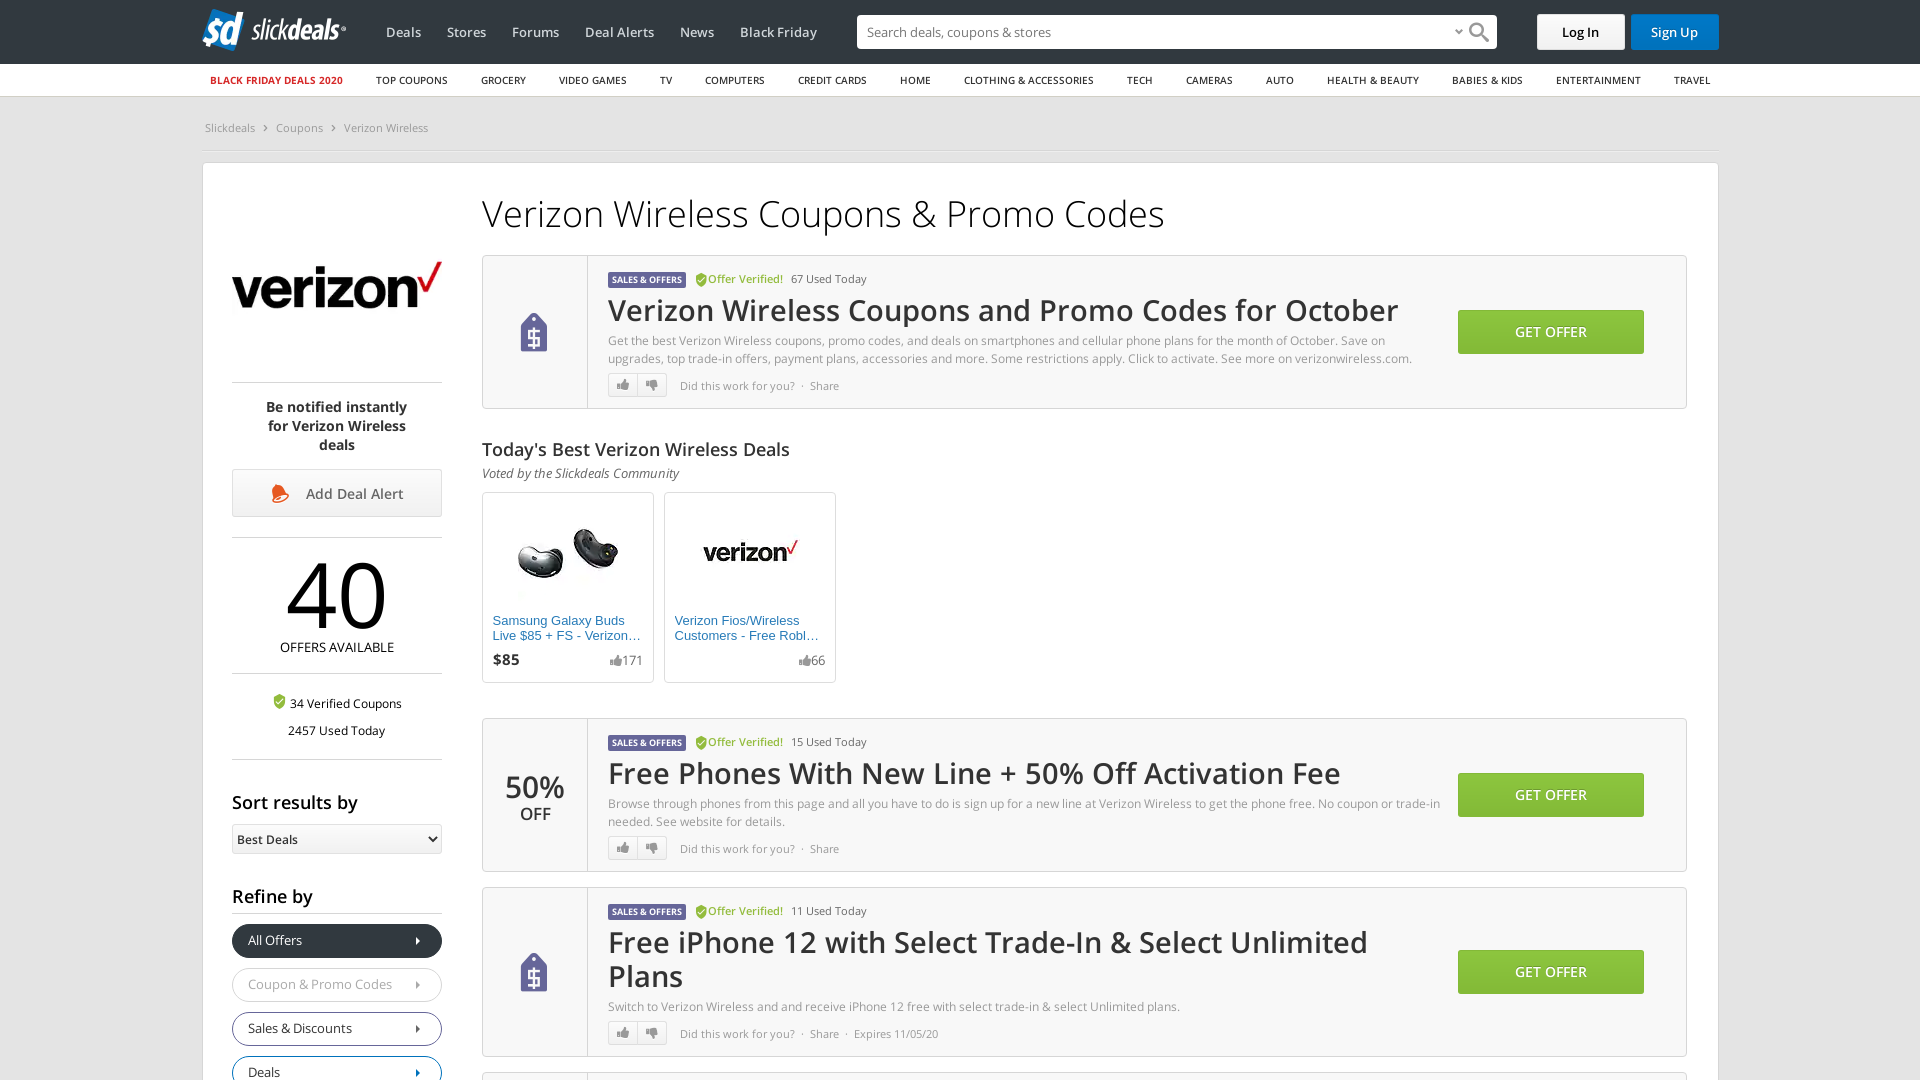 slickdeals
Deals
Stores
Forums
Deal Alerts
News
Black Friday
Search deals, coupons & stores
Log In
Sign Up
BLACK FRIDAY DEALS 2020
TOP COUPONS
GROCERY
VIDEO GAMES
TV
COMPUTERS
CREDIT CARDS
HOME
CLOTHING & ACCESSORIES
TECH
CAMERAS
AUTO
HEALTH & BEAUTY
BABIES & KIDS
ENTERTAINMENT
TRAVEL
Slickdeals > Coupons > Verizon Wireless
verizon
Be notified instantly
for Verizon Wireless
deals
Add Deal Alert
40
OFFERS AVAILABLE
34 Verified Coupons
2457 Used Today
Sort results by
Best Deals
Refine by
All Offers
Coupon & Promo Codes
Sales & Discounts
Deals
Verizon Wireless Coupons & Promo Codes
SALES & OFFERS Offer Verified! 67 Used Today
Verizon Wireless Coupons and Promo Codes for October
Get the best Verizon Wireless coupons, promo codes, and deals on smartphones and cellular phone plans for the month of October. Save on
upgrades, top trade-in offers, payment plans, accessories and more. Some restrictions apply. Click to activate. See more on verizonwireless.com.
Did this work for you? · Share
GET OFFER
Today's Best Verizon Wireless Deals
Voted by the Slickdeals Community
Samsung Galaxy Buds
Live $85 + FS - Verizon…
$85
171
verizon
Verizon Fios/Wireless
Customers - Free Robl…
66
50%
OFF
SALES & OFFERS Offer Verified! 15 Used Today
Free Phones With New Line + 50% Off Activation Fee
Browse through phones from this page and all you have to do is sign up for a new line at Verizon Wireless to get the phone free. No coupon or trade-in
needed. See website for details.
Did this work for you? · Share
GET OFFER
SALES & OFFERS Offer Verified! 11 Used Today
Free iPhone 12 with Select Trade-In & Select Unlimited
Plans
Switch to Verizon Wireless and and receive iPhone 12 free with select trade-in & select Unlimited plans.
Did this work for you? · Share · Expires 11/05/20
GET OFFER